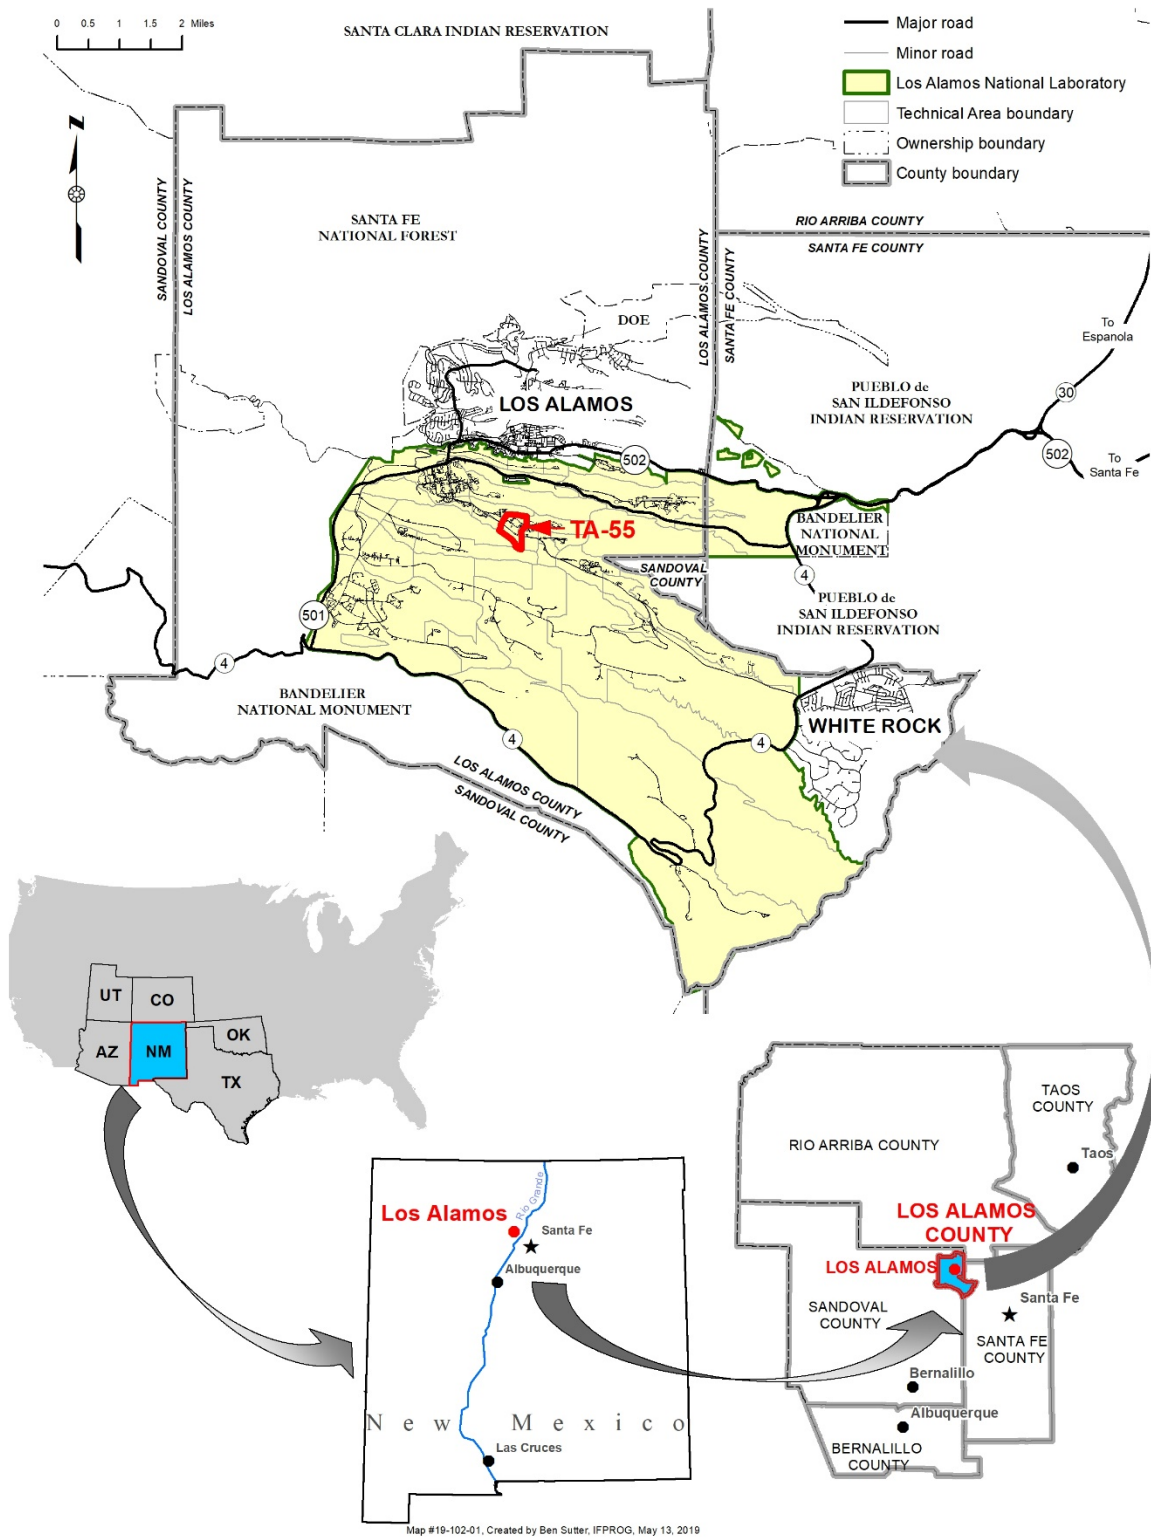 0 0.5 1 1.5 2 Miles
SANTA CLARA INDIAN RESERVATION
Major road
Minor road
Los Alamos National Laboratory
Technical Area boundary
Ownership boundary
County boundary
Z
SANDOVAL COUNTY
LOS ALAMOS COUNTY
SANTA FE
NATIONAL FOREST
LOS ALAMOS COUNTY
SANTA FE COUNTY
RIO ARRIBA COUNTY
SANTA FE COUNTY
DOE
To
Espanola
PUEBLO de
SAN ILDEFONSO
INDIAN RESERVATION
30
LOS ALAMOS
502
502
To
Santa Fe
TA-55
BANDELIER
NATIONAL
MONUMENT
SANDOVAL
COUNTY
4
PUEBLO de
SAN ILDEFONSO
INDIAN RESERVATION
501
4
BANDELIER
NATIONAL MONUMENT
WHITE ROCK
4
4
LOS ALAMOS COUNTY
SANDOVAL COUNTY
UT
CO
AZ
NM
OK
TX
Los Alamos
Rio Grande
Santa Fe
Albuquerque
New Mexico
Las Cruces
TAOS
COUNTY
RIO ARRIBA COUNTY
Taos
LOS ALAMOS
COUNTY
LOS ALAMOS
SANDOVAL
COUNTY
Santa Fe
SANTA FE
COUNTY
Bernalillo
Albuquerque
BERNALILLO
COUNTY
Map #19-102-01, Created by Ben Sutter, IFPROG, May 13, 2019